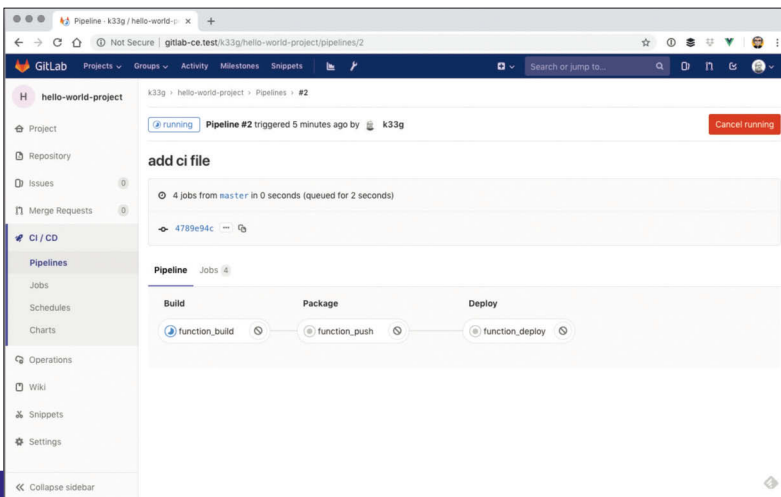 Pipeline · k33g / hello-world-p
Not Secure | gitlab-ce.test/k33g/hello-world-project/pipelines/2
GitLab Projects Groups Activity Milestones Snippets Search or jump to...
H hello-world-project
k33g > hello-world-project > Pipelines > #2
Project
running Pipeline #2 triggered 5 minutes ago by k33g Cancel running
Repository
add ci file
Issues 0
4 jobs from master in 0 seconds (queued for 2 seconds)
Merge Requests 0
4789e94c ...
CI / CD
Pipelines
Pipeline Jobs 4
Jobs
Schedules
Build Package Deploy
Charts
function_build function_push function_deploy
Operations
Wiki
Snippets
Settings
Collapse sidebar